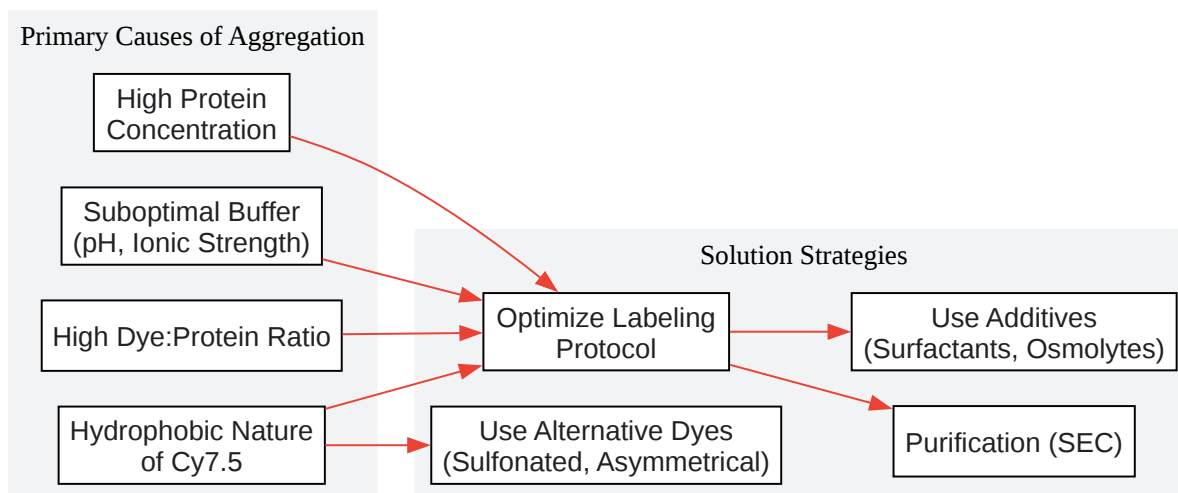 Primary Causes of Aggregation
High Protein
Concentration
Suboptimal Buffer
(pH, Ionic Strength)
High Dye:Protein Ratio
Hydrophobic Nature
of Cy7.5
Solution Strategies
Optimize Labeling
Protocol
Use Additives
(Surfactants, Osmolytes)
Use Alternative Dyes
(Sulfonated, Asymmetrical)
Purification (SEC)